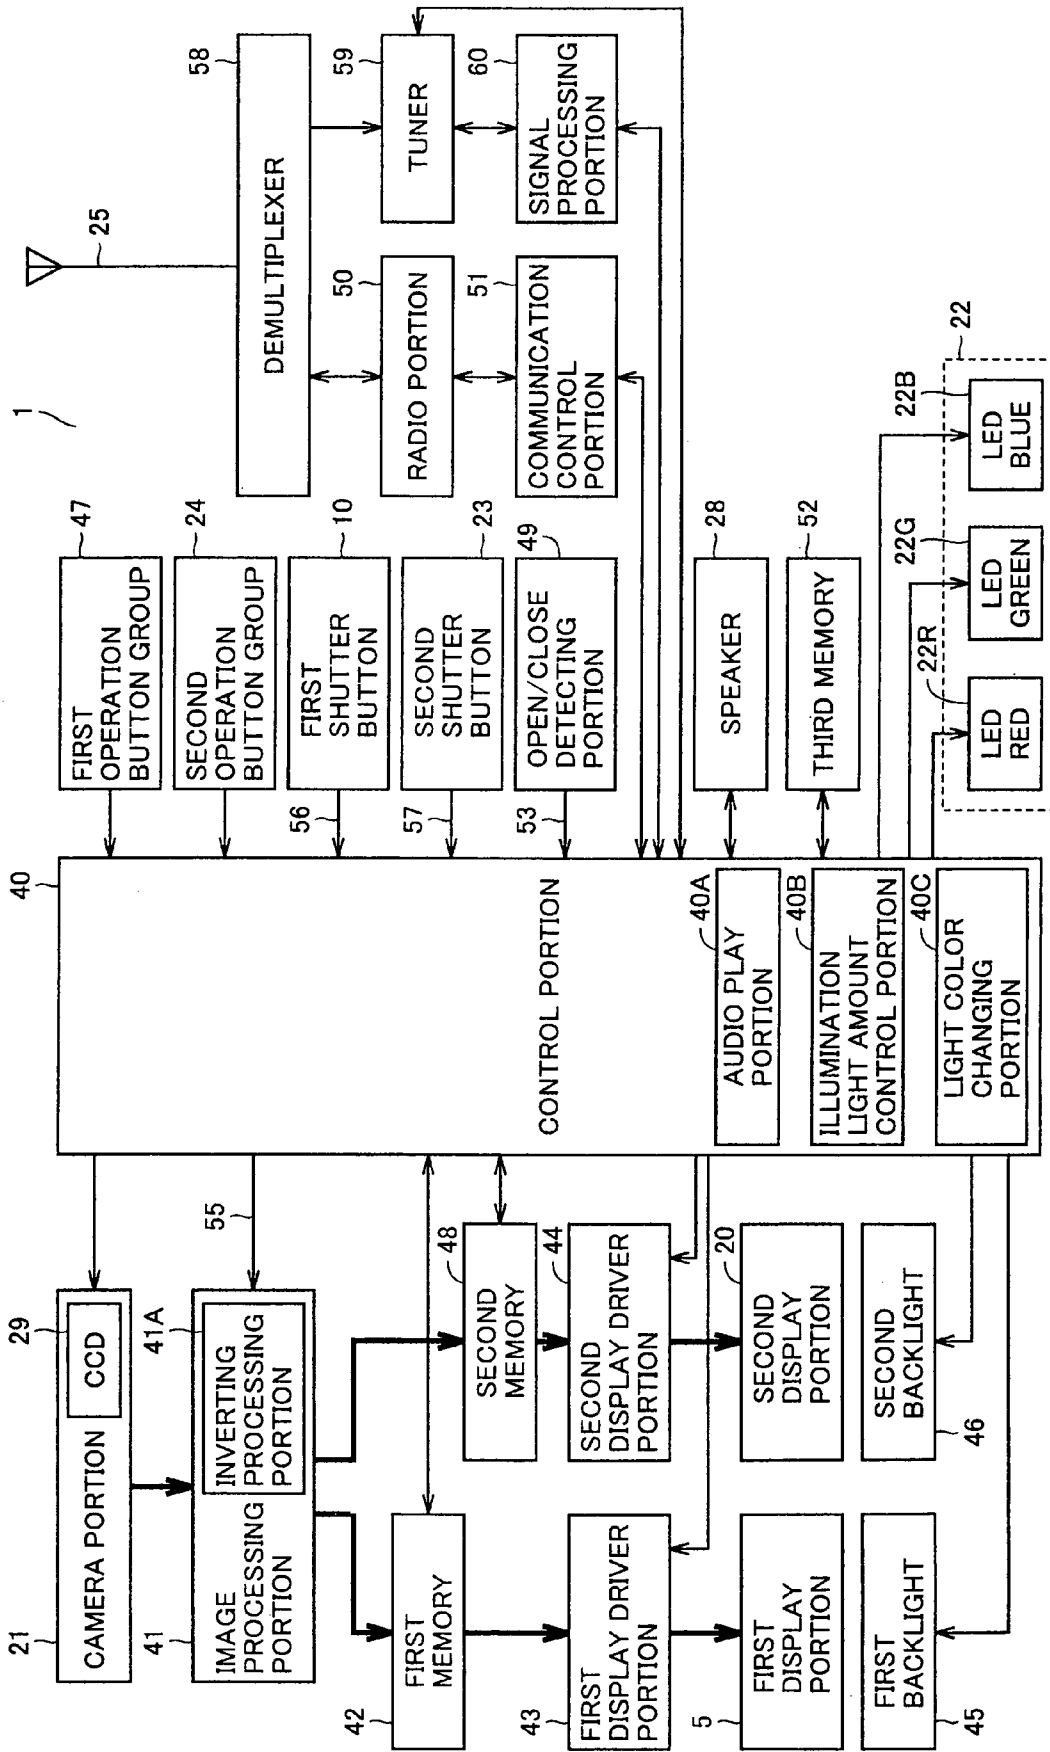 1
21
CAMERA PORTION
CCD
29
41
IMAGE
PROCESSING
PORTION
INVERTING
PROCESSING
PORTION
41A
55
FIRST
MEMORY
42
SECOND
MEMORY
48
FIRST
DISPLAY DRIVER
PORTION
43
SECOND
DISPLAY DRIVER
PORTION
44
FIRST
DISPLAY
PORTION
5
SECOND
DISPLAY
PORTION
20
FIRST
BACKLIGHT
45
SECOND
BACKLIGHT
46
40
CONTROL PORTION
AUDIO PLAY
PORTION
40A
ILLUMINATION
LIGHT AMOUNT
CONTROL PORTION
40B
LIGHT COLOR
CHANGING
PORTION
40C
FIRST
OPERATION
BUTTON GROUP
47
SECOND
OPERATION
BUTTON GROUP
24
FIRST
SHUTTER
BUTTON
10
56
SECOND
SHUTTER
BUTTON
23
57
OPEN/CLOSE
DETECTING
PORTION
49
53
SPEAKER
28
THIRD MEMORY
52
LED
RED
22R
LED
GREEN
22G
LED
BLUE
22B
22
25
DEMULTIPLEXER
58
RADIO PORTION
50
TUNER
59
COMMUNICATION
CONTROL
PORTION
51
SIGNAL
PROCESSING
PORTION
60